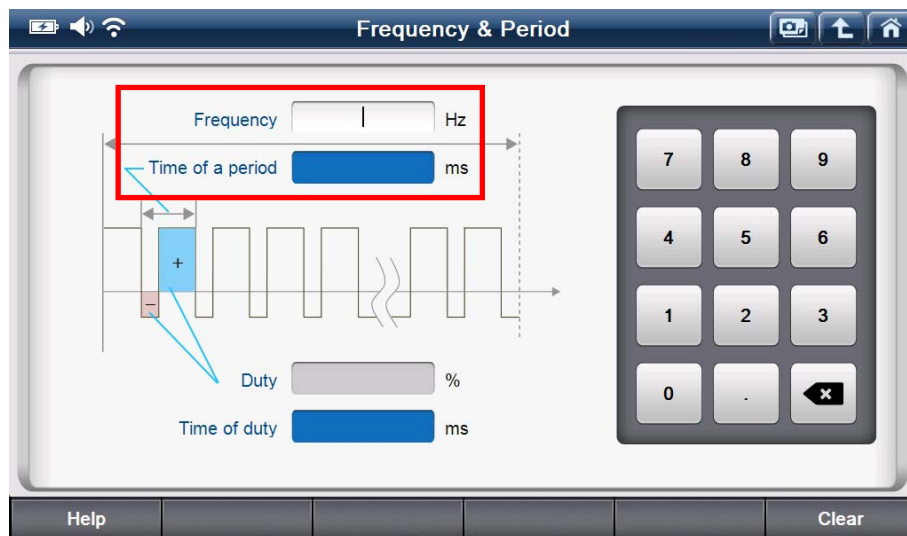 Frequency & Period
Frequency Hz
Time of a period ms
7 8 9
4 5 6
+
−
1 2 3
Duty %
0 .
Time of duty ms
Help Clear